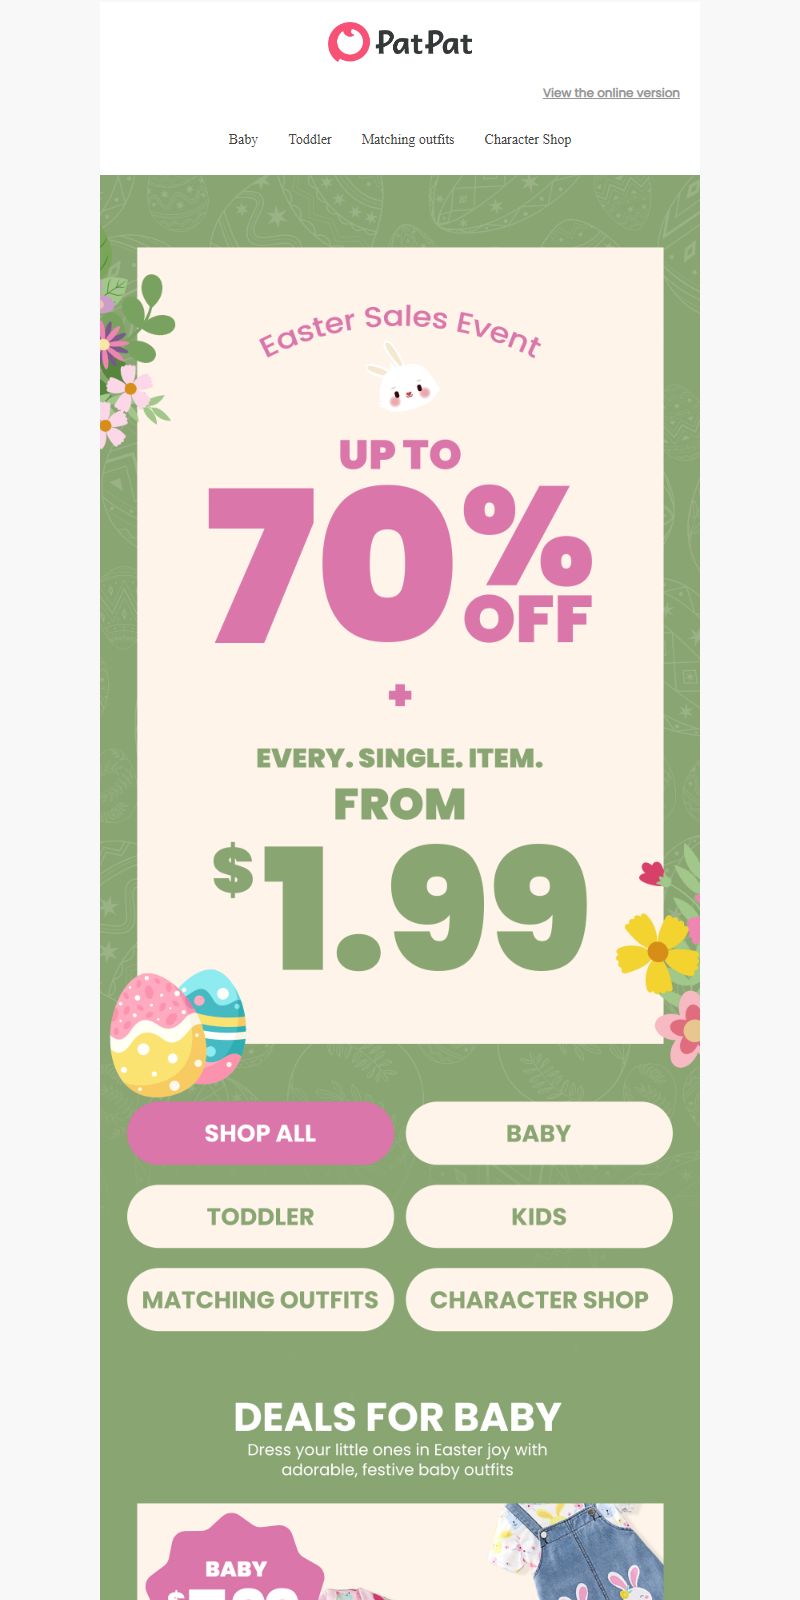 PatPat
View the online version
Baby Toddler Matching outfits Character Shop
Easter Sales Event
UP TO
70%
OFF
+
EVERY. SINGLE. ITEM.
FROM
$1.99
SHOP ALL BABY
TODDLER KIDS
MATCHING OUTFITS CHARACTER SHOP
DEALS FOR BABY
Dress your little ones in Easter joy with
adorable, festive baby outfits
BABY